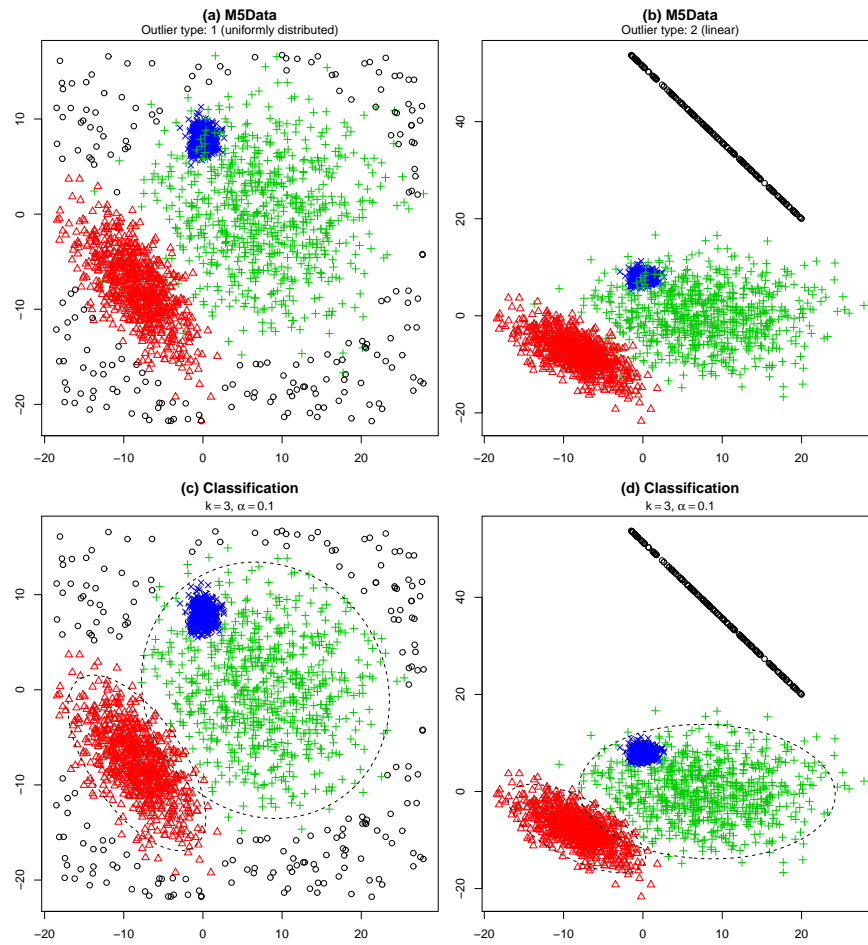 (a) M5Data
Outlier type: 1 (uniformly distributed)
10
0
−10
−20
−20 −10 0 10 20
(b) M5Data
Outlier type: 2 (linear)
40
20
0
−20
−20 −10 0 10 20
(c) Classification
k = 3, α = 0.1
10
0
−10
−20
−20 −10 0 10 20
(d) Classification
k = 3, α = 0.1
40
20
0
−20
−20 −10 0 10 20